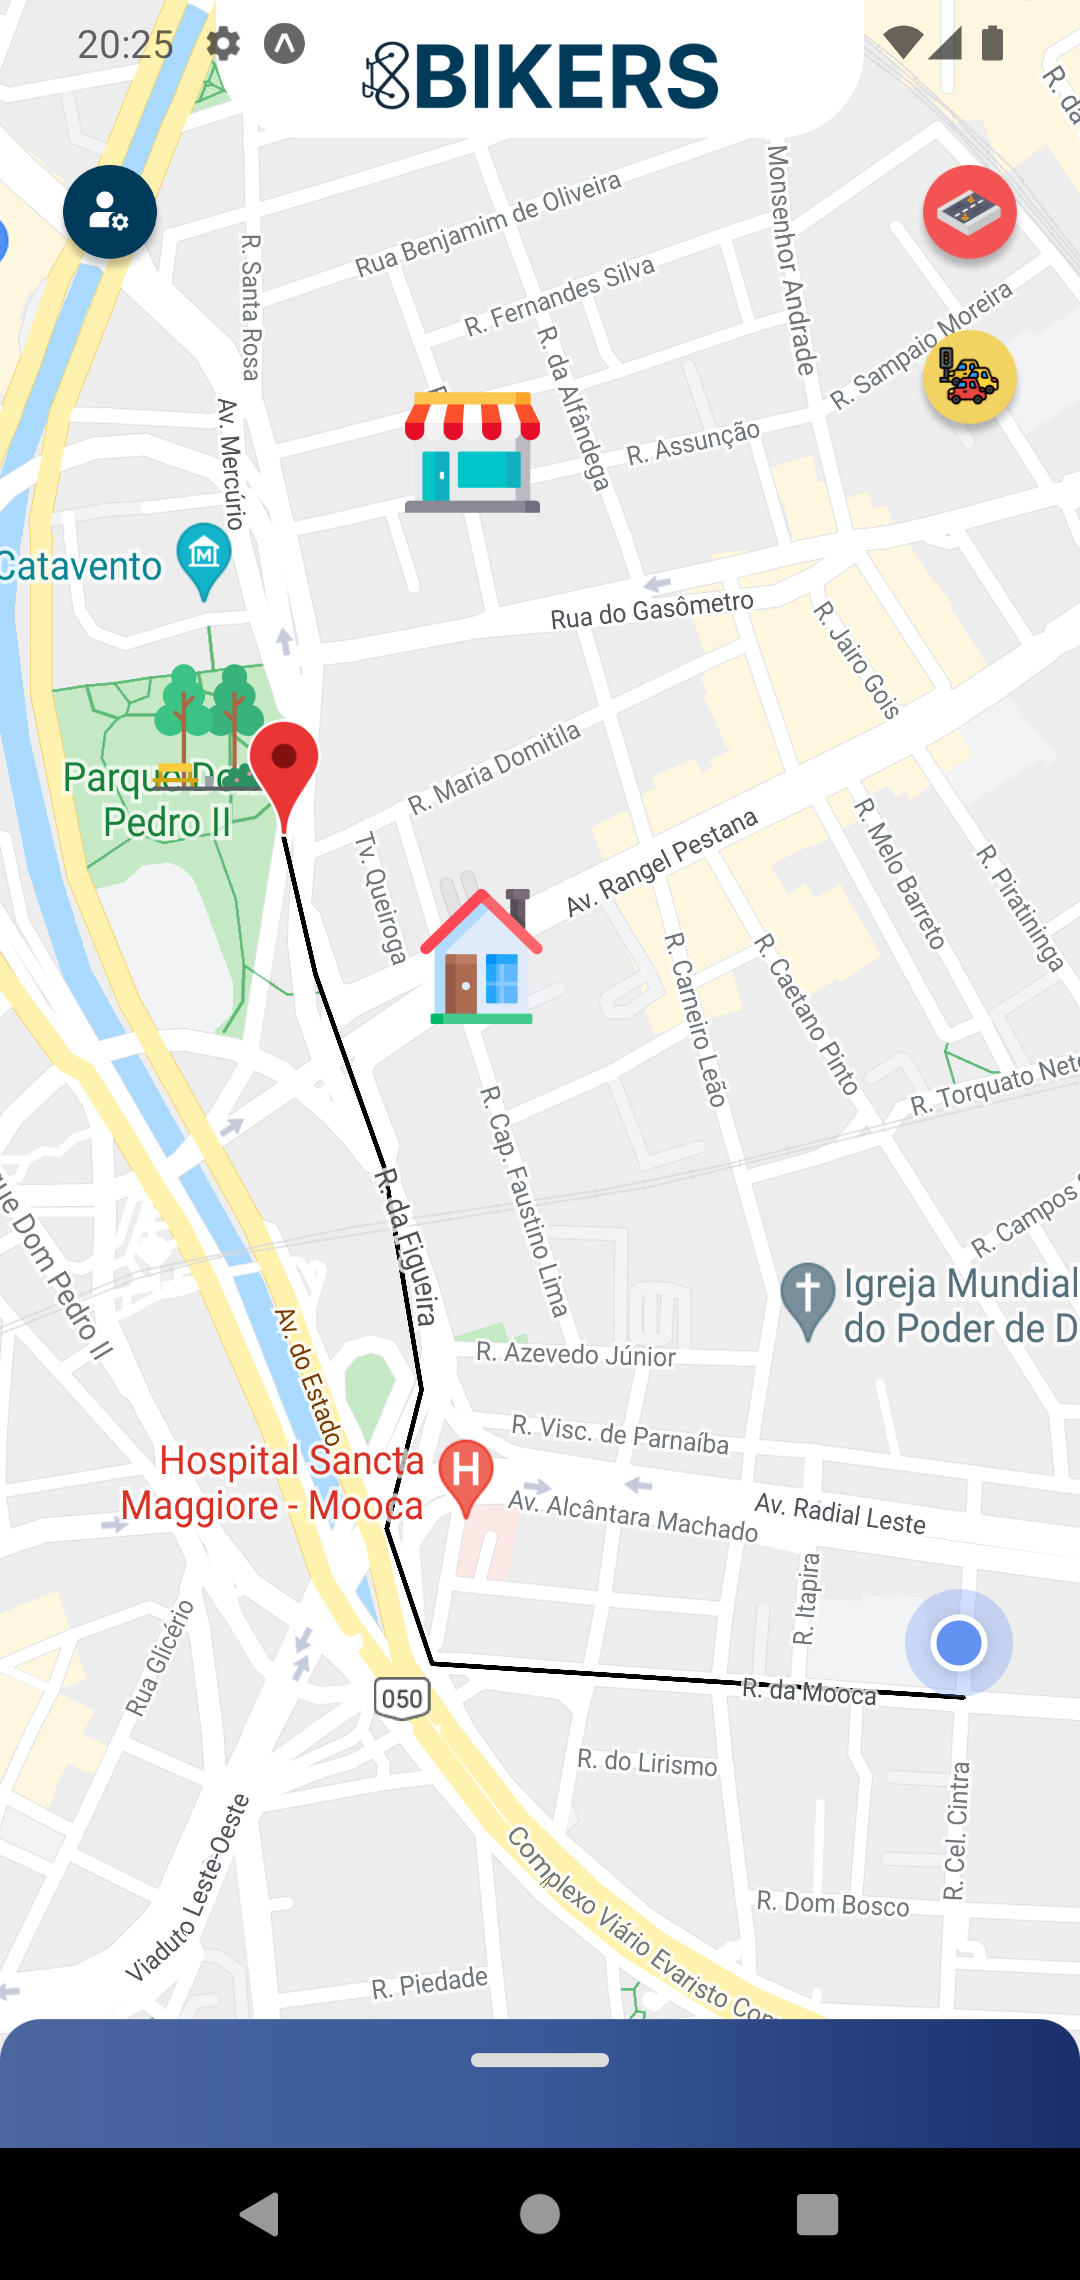 20:25
BIKERS
R. da
Monsenhor Andrade
Rua Benjamim de Oliveira
R. Santa Rosa
R. Fernandes Silva
R. Sampaio Moreira
R. da Alfândega
Av. Mercúrio
R. Assunção
Catavento
Rua do Gasômetro
R. Jairo Gois
R. Maria Domitila
Parque Dom
Pedro II
Av. Rangel Pestana
Tv. Queiroga
R. Melo Barreto
R. Piratininga
R. Carneiro Leão
R. Caetano Pinto
R. Torquato Neto
R. Cap. Faustino Lima
R. da Figueira
que Dom Pedro II
R. Campos
Igreja Mundial
do Poder de D
Av. do Estado
R. Azevedo Júnior
R. Visc. de Parnaíba
Hospital Sancta
Maggiore - Mooca
H
Av. Alcântara Machado
Av. Radial Leste
R. Itapira
Rua Glicério
050
R. da Mooca
R. do Lirismo
R. Cel. Cintra
Viaduto Leste-Oeste
Complexo Viário Evaristo Com
R. Dom Bosco
R. Piedade